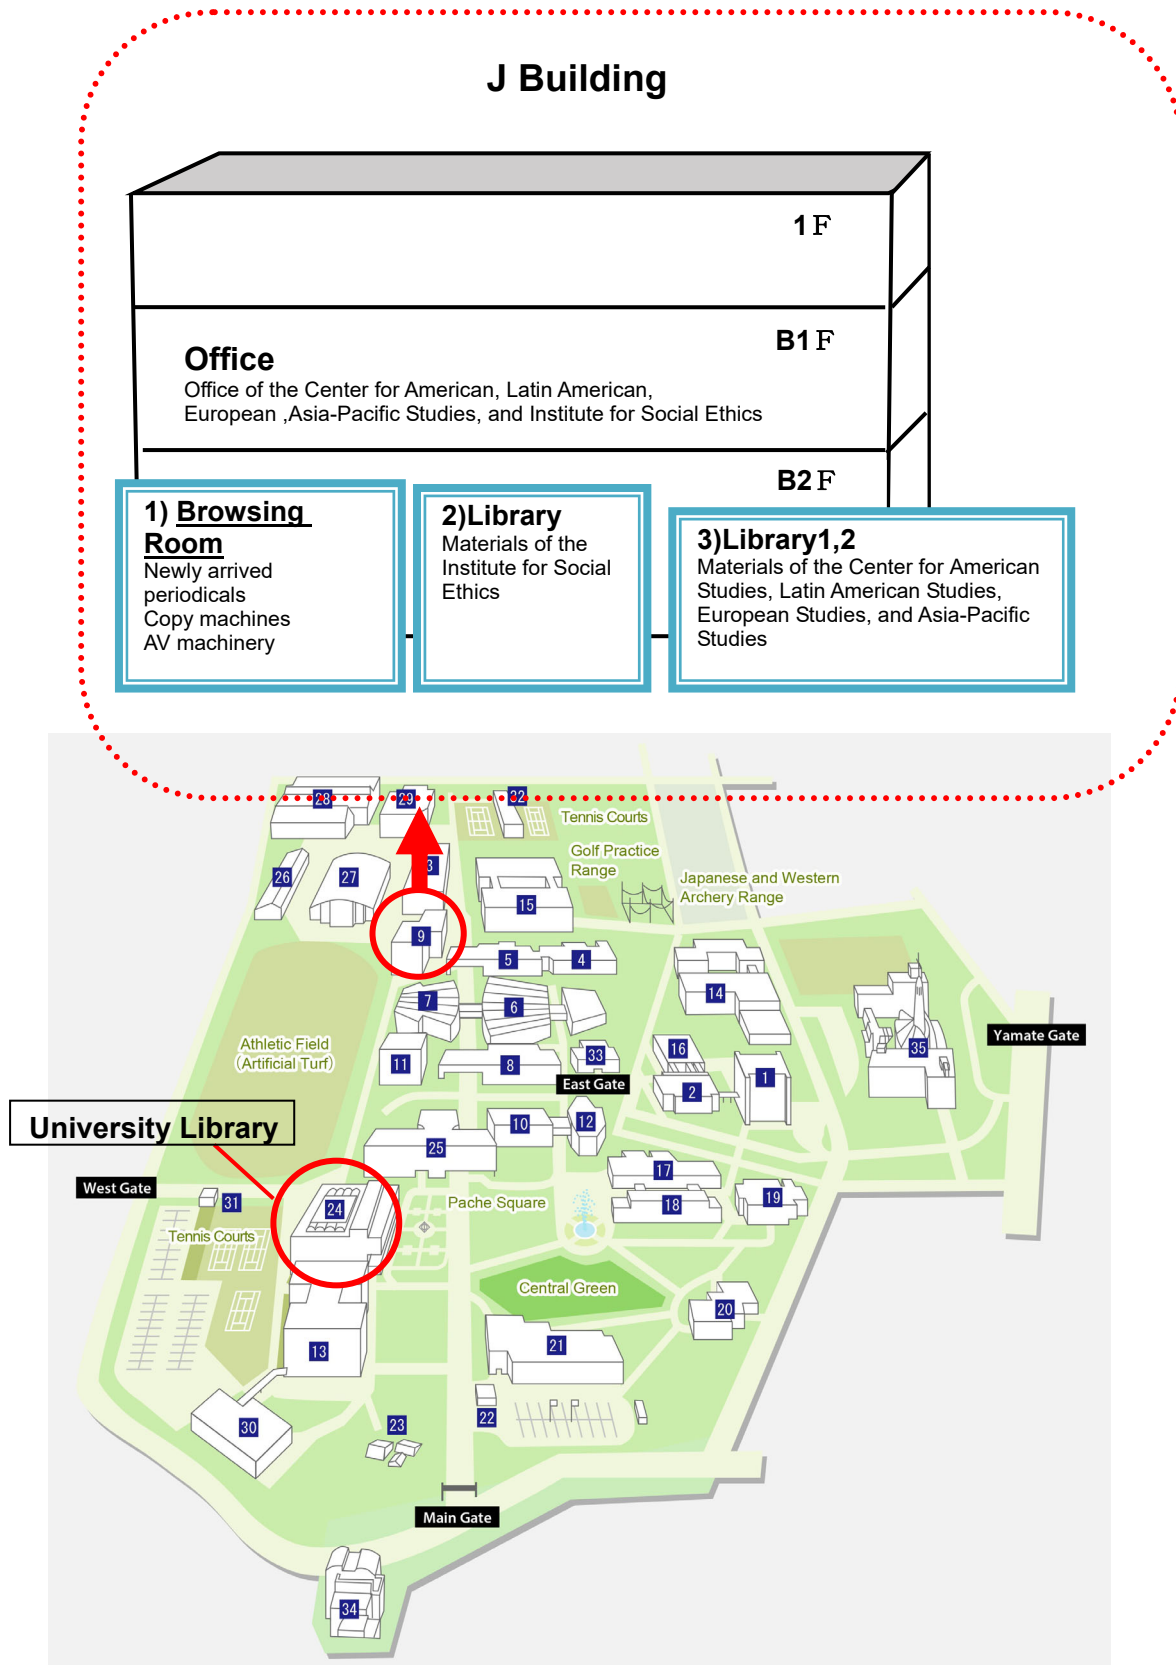 J Building
1F
B1F
Office
Office of the Center for American, Latin American,
European ,Asia-Pacific Studies, and Institute for Social Ethics
B2F
1) Browsing
Room
Newly arrived
periodicals
Copy machines
AV machinery
2)Library
Materials of the
Institute for Social
Ethics
3)Library1,2
Materials of the Center for American
Studies, Latin American Studies,
European Studies, and Asia-Pacific
Studies
28
29
32
Tennis Courts
Golf Practice
Range
3
26
27
15
Japanese and Western
Archery Range
9
5
4
14
7
6
Athletic Field
(Artificial Turf)
11
8
33
16
1
35
Yamate Gate
East Gate
2
University Library
25
10
12
17
West Gate
31
24
Pache Square
18
19
Tennis Courts
Central Green
20
13
21
30
23
22
Main Gate
34